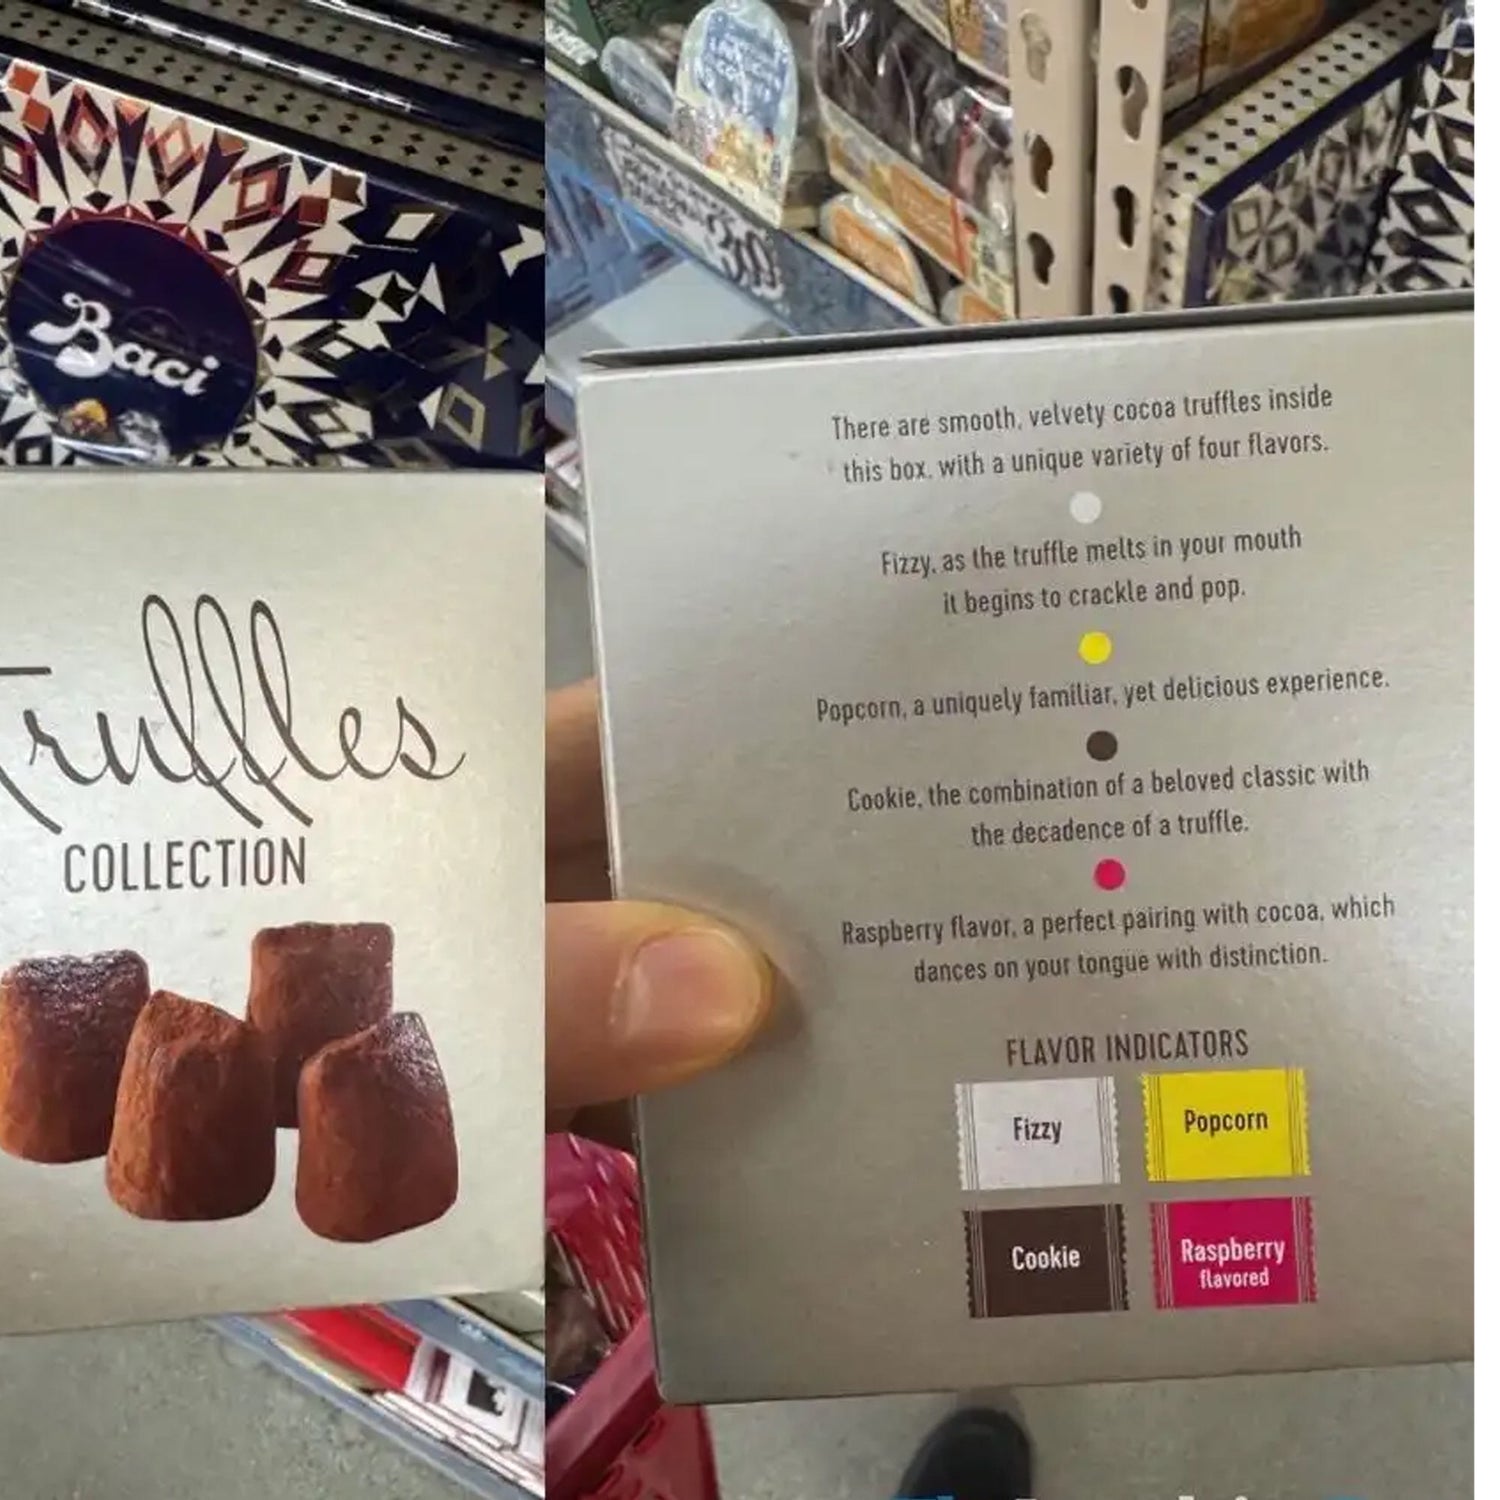 Baci
Truffles
COLLECTION
There are smooth, velvety cocoa truffles inside
this box, with a unique variety of four flavors.
Fizzy, as the truffle melts in your mouth
it begins to crackle and pop.
Popcorn, a uniquely familiar, yet delicious experience.
Cookie, the combination of a beloved classic with
the decadence of a truffle.
Raspberry flavor, a perfect pairing with cocoa, which
dances on your tongue with distinction.
FLAVOR INDICATORS
Fizzy
Popcorn
Cookie
Raspberry
flavored